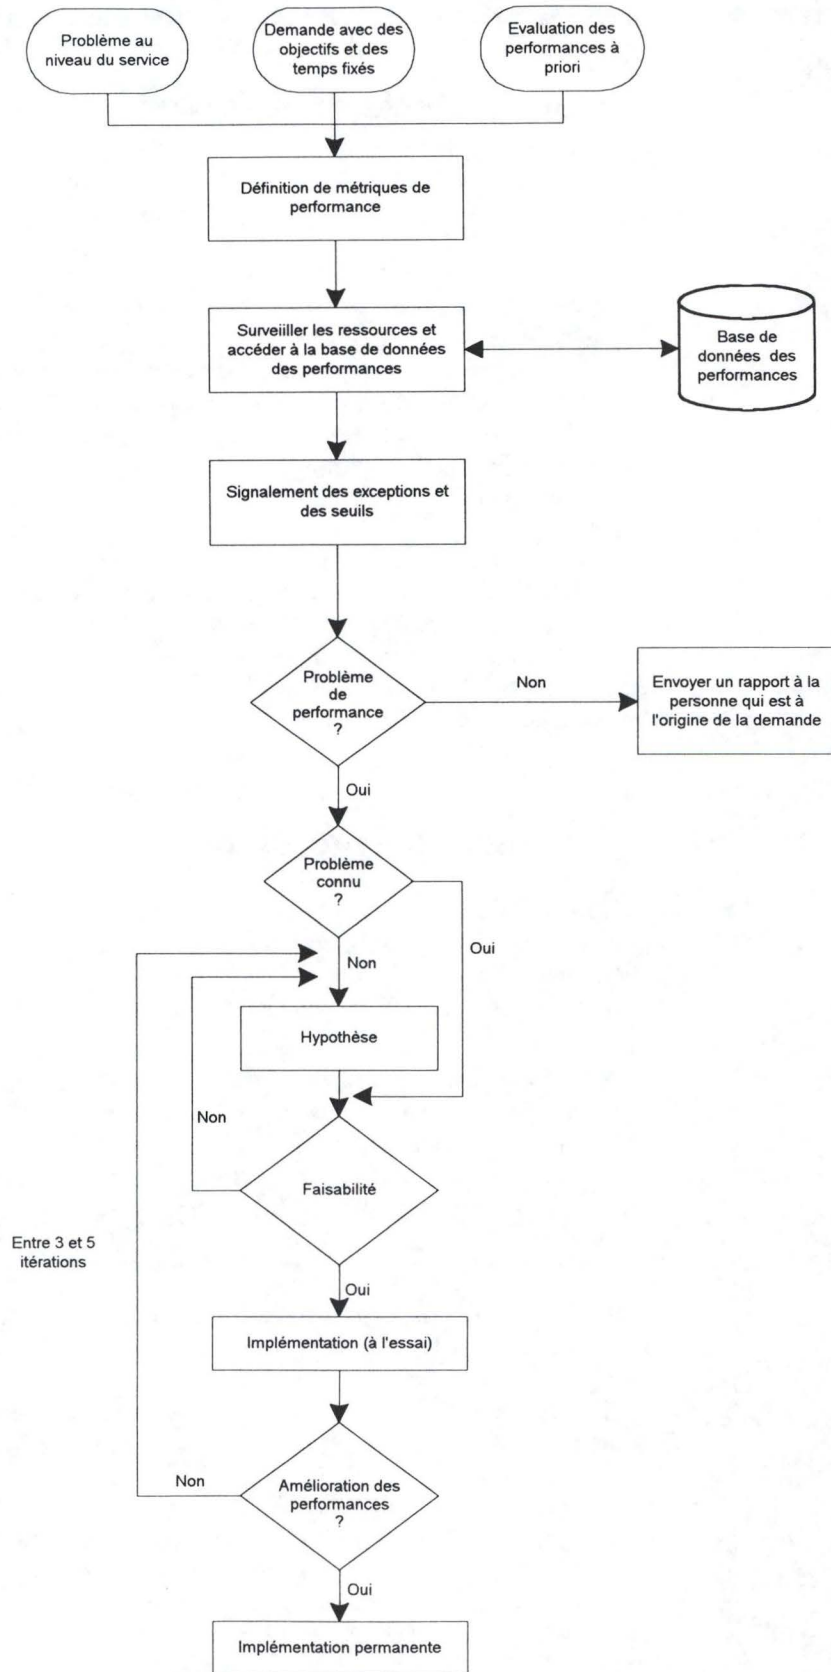 Problème au
niveau du service
Demande avec des
objectifs et des
temps fixés
Evaluation des
performances à
priori
Définition de métriques de
performance
Surveiiller les ressources et
accéder à la base de données
des performances
Base de
données des
performances
Signalement des exceptions et
des seuils
Problème
de
performance
?
Non
Envoyer un rapport à la
personne qui est à
l'origine de la demande
Oui
Problème
connu
?
Oui
Non
Hypothèse
Non
Faisabilité
Entre 3 et 5
itérations
Oui
Implémentation (à l'essai)
Non
Amélioration des
performances
?
Oui
Implémentation permanente